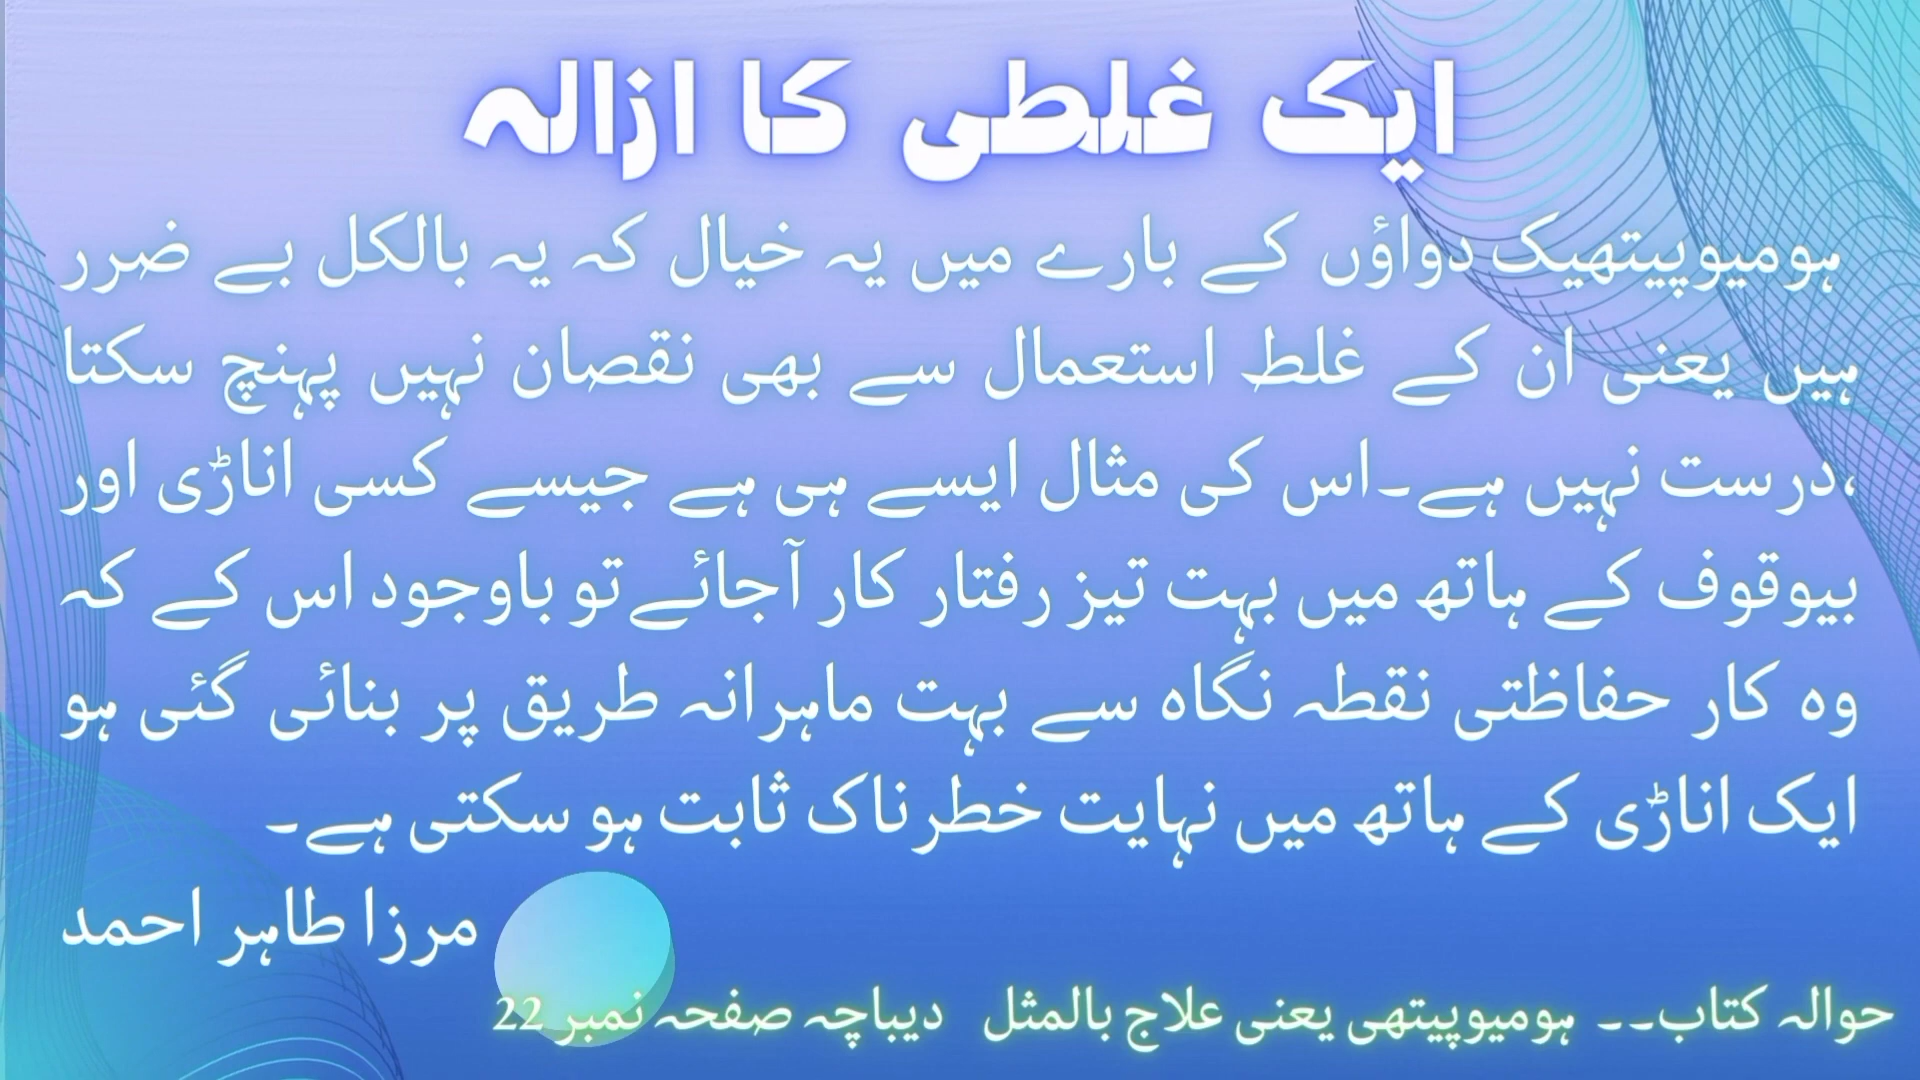 ایک غلطی کا ازالہ
ہومیوپیتھیک دواؤں کے بارے میں یہ خیال کہ یہ بالکل بے ضرر
ہیں یعنی ان کے غلط استعمال سے بھی نقصان نہیں پہنچ سکتا
،درست نہیں ہے۔اس کی مثال ایسے ہی ہے جیسے کسی اناڑی اور
بیوقوف کے ہاتھ میں بہت تیز رفتار کار آجائے تو باوجود اس کے کہ
وہ کار حفاظتی نقطہ نگاہ سے بہت ماہرانہ طریق پر بنائی گئی ہو
ایک اناڑی کے ہاتھ میں نہایت خطرناک ثابت ہو سکتی ہے۔
مرزا طاہر احمد
حوالہ کتاب۔۔ ہومیوپیتھی یعنی علاج بالمثل دیباچہ صفحہ نمبر 22